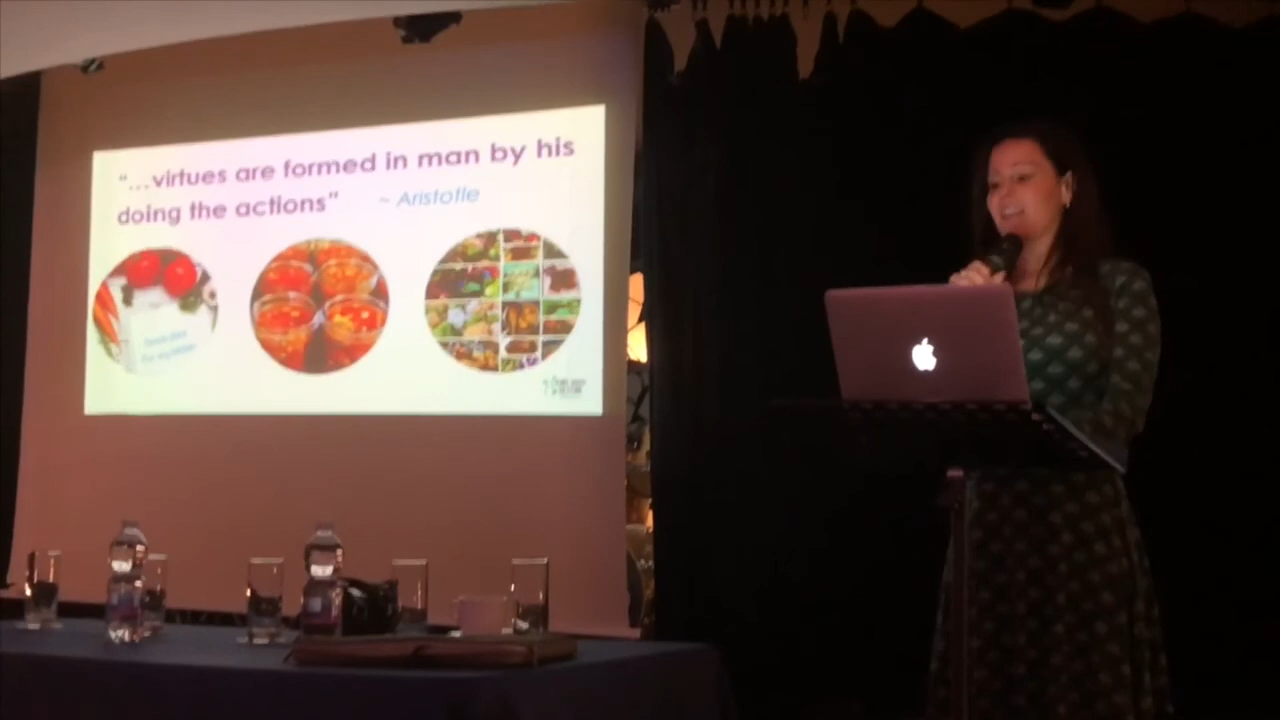 "...virtues are formed in man by his
doing the actions" ~ Aristotle